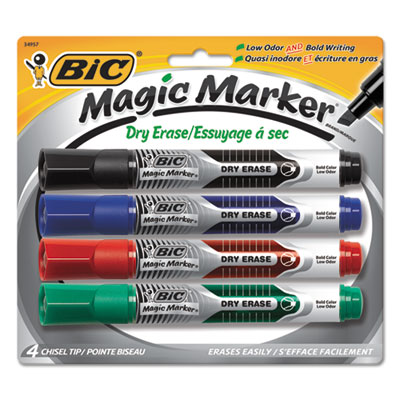 34957
BIC
Low Odor AND Bold Writing
Quasi inodore ET écriture en gras
Magic Marker
Dry Erase/Essuyage á sec
BIC
Magic Marker
DRY ERASE
Bold Color
Low Odor
BIC
Magic Marker
DRY ERASE
Bold Color
Low Odor
BIC
Magic Marker
DRY ERASE
Bold Color
Low Odor
BIC
Magic Marker
DRY ERASE
Bold Color
Low Odor
4 CHISEL TIP / POINTE BISEAU
ERASES EASILY / S'EFFACE FACILEMENT